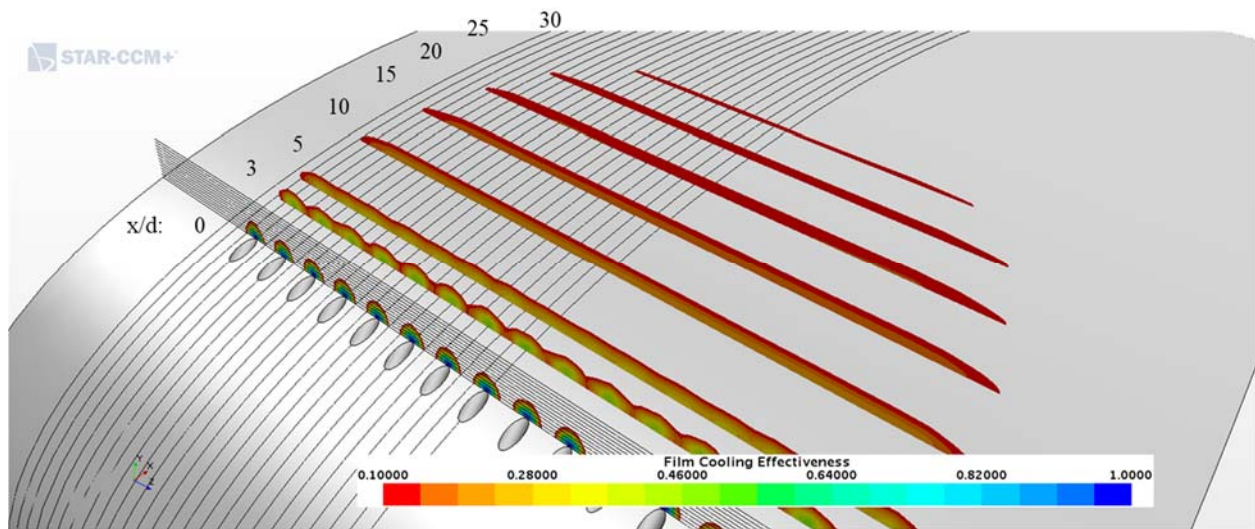 STAR-CCM+
x/d: 0 3 5 10 15 20 25 30
Y
X
Z
Film Cooling Effectiveness
0.10000 0.28000 0.46000 0.64000 0.82000 1.0000